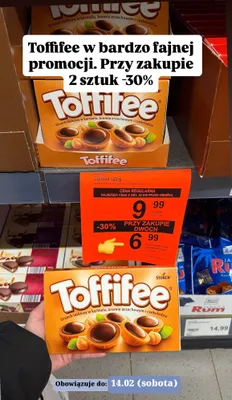 Toffifee w bardzo fajnej
promocji. Przy zakupie
2 sztuk -30%
Toffifee
Toffifee
CENA REGULARNA
9 99
-30%
PRZY ZAKUPIE
DWÓCH
6 99
STORCK
Toffifee
Rum
14,99
Obowiązuje do: 14.02 (sobota)